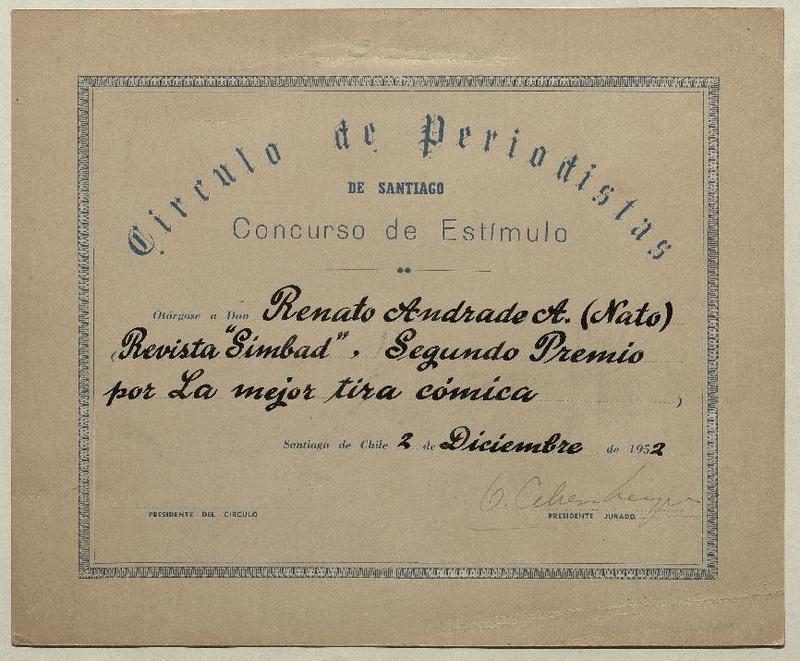 Circulo de Periodistas
DE SANTIAGO
Concurso de Estímulo
Otórgase a Don Renato Andrade A. (Nato)
(Revista "Simbad", Segundo Premio
por La mejor tira cómica )
Santiago de Chile 2 de Diciembre de 1952
PRESIDENTE DEL CIRCULO
PRESIDENTE JURADO